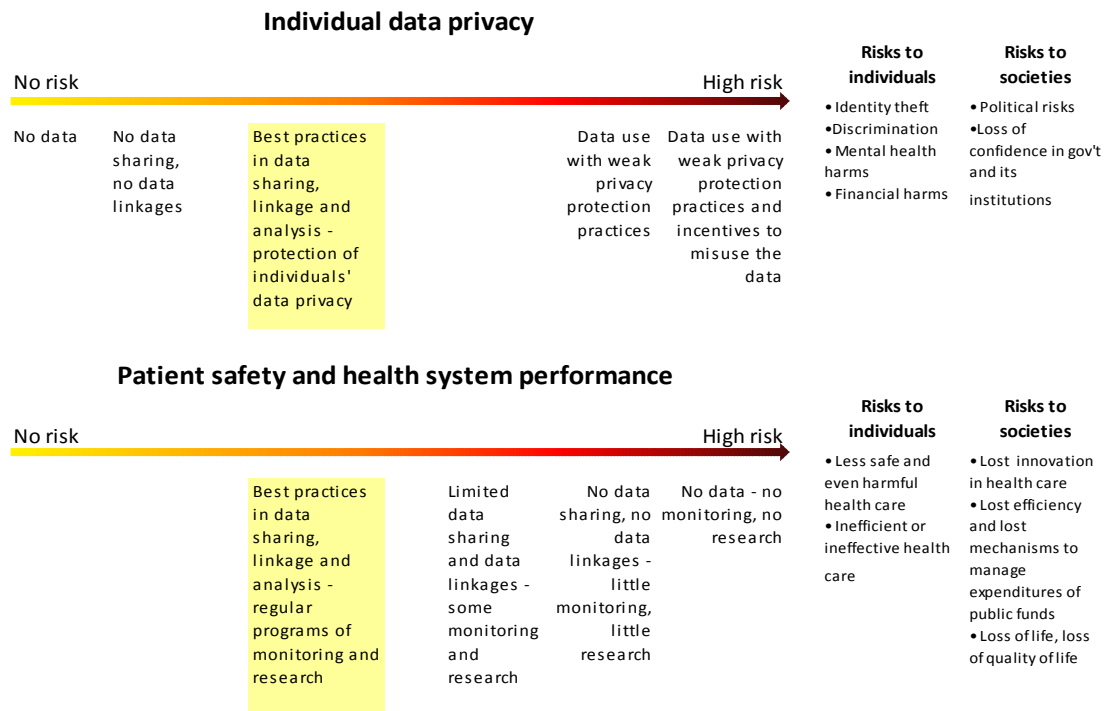 Individual data privacy
No risk
High risk
No data
No data
sharing,
no data
linkages
Best practices
in data
sharing,
linkage and
analysis -
protection of
individuals'
data privacy
Data use
with weak
privacy
protection
practices
Data use with
weak privacy
protection
practices and
incentives to
misuse the
data
Risks to
individuals
• Identity theft
•Discrimination
• Mental health
harms
• Financial harms
Risks to
societies
• Political risks
•Loss of
confidence in gov't
and its
institutions
Patient safety and health system performance
No risk
High risk
Best practices
in data
sharing,
linkage and
analysis -
regular
programs of
monitoring and
research
Limited
data
sharing
and data
linkages -
some
monitoring
and
research
No data
sharing, no
data
linkages -
little
monitoring,
little
research
No data - no
monitoring, no
research
Risks to
individuals
• Less safe and
even harmful
health care
• Inefficient or
ineffective health
care
Risks to
societies
• Lost innovation
in health care
• Lost efficiency
and lost
mechanisms to
manage
expenditures of
public funds
• Loss of life, loss
of quality of life